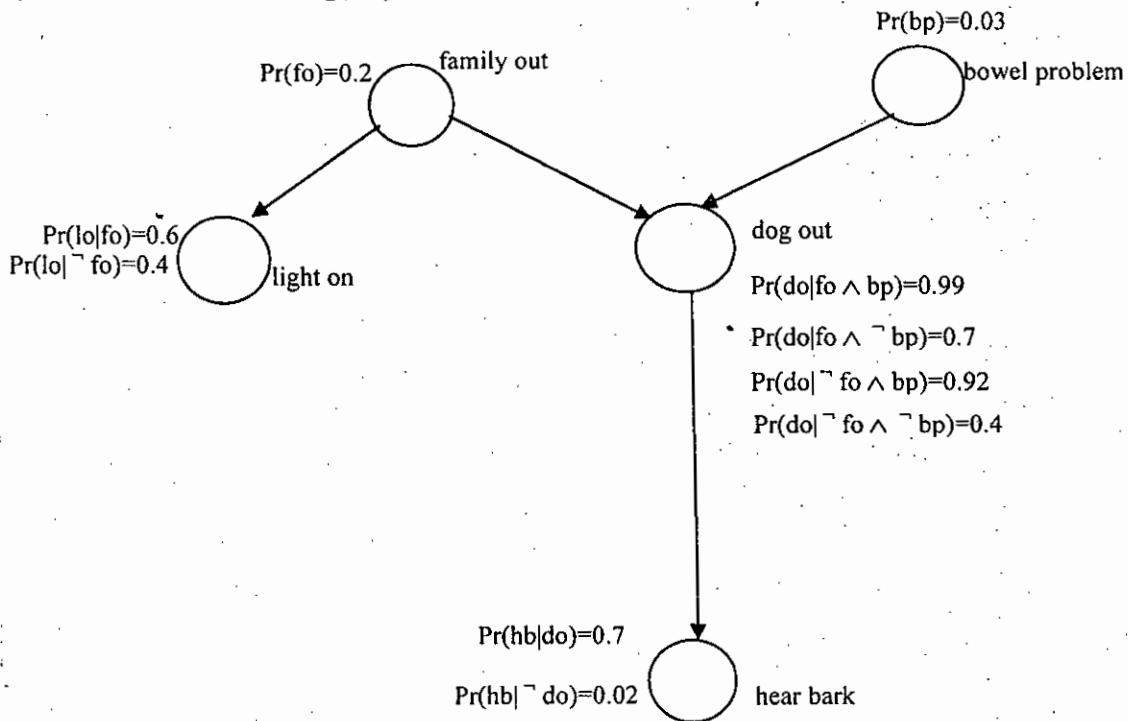 Pr(bp)=0.03
Pr(fo)=0.2
family out
bowel problem
Pr(lo|fo)=0.6
Pr(lo|¬ fo)=0.4
light on
dog out
Pr(do|fo ∧ bp)=0.99
Pr(do|fo ∧ ¬ bp)=0.7
Pr(do|¬ fo ∧ bp)=0.92
Pr(do|¬ fo ∧ ¬ bp)=0.4
Pr(hb|do)=0.7
Pr(hb|¬ do)=0.02
hear bark